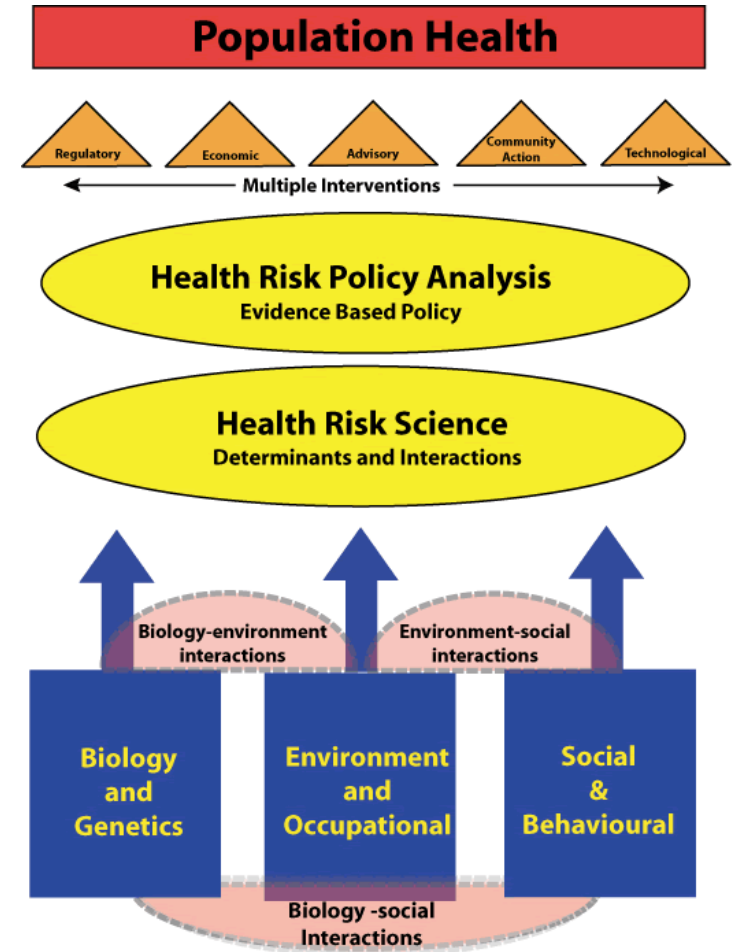 Population Health
Regulatory
Economic
Advisory
Community
Action
Technological
Multiple Interventions
Health Risk Policy Analysis
Evidence Based Policy
Health Risk Science
Determinants and Interactions
Biology-environment
interactions
Environment-social
interactions
Biology
and
Genetics
Environment
and
Occupational
Social
&
Behavioural
Biology -social
Interactions